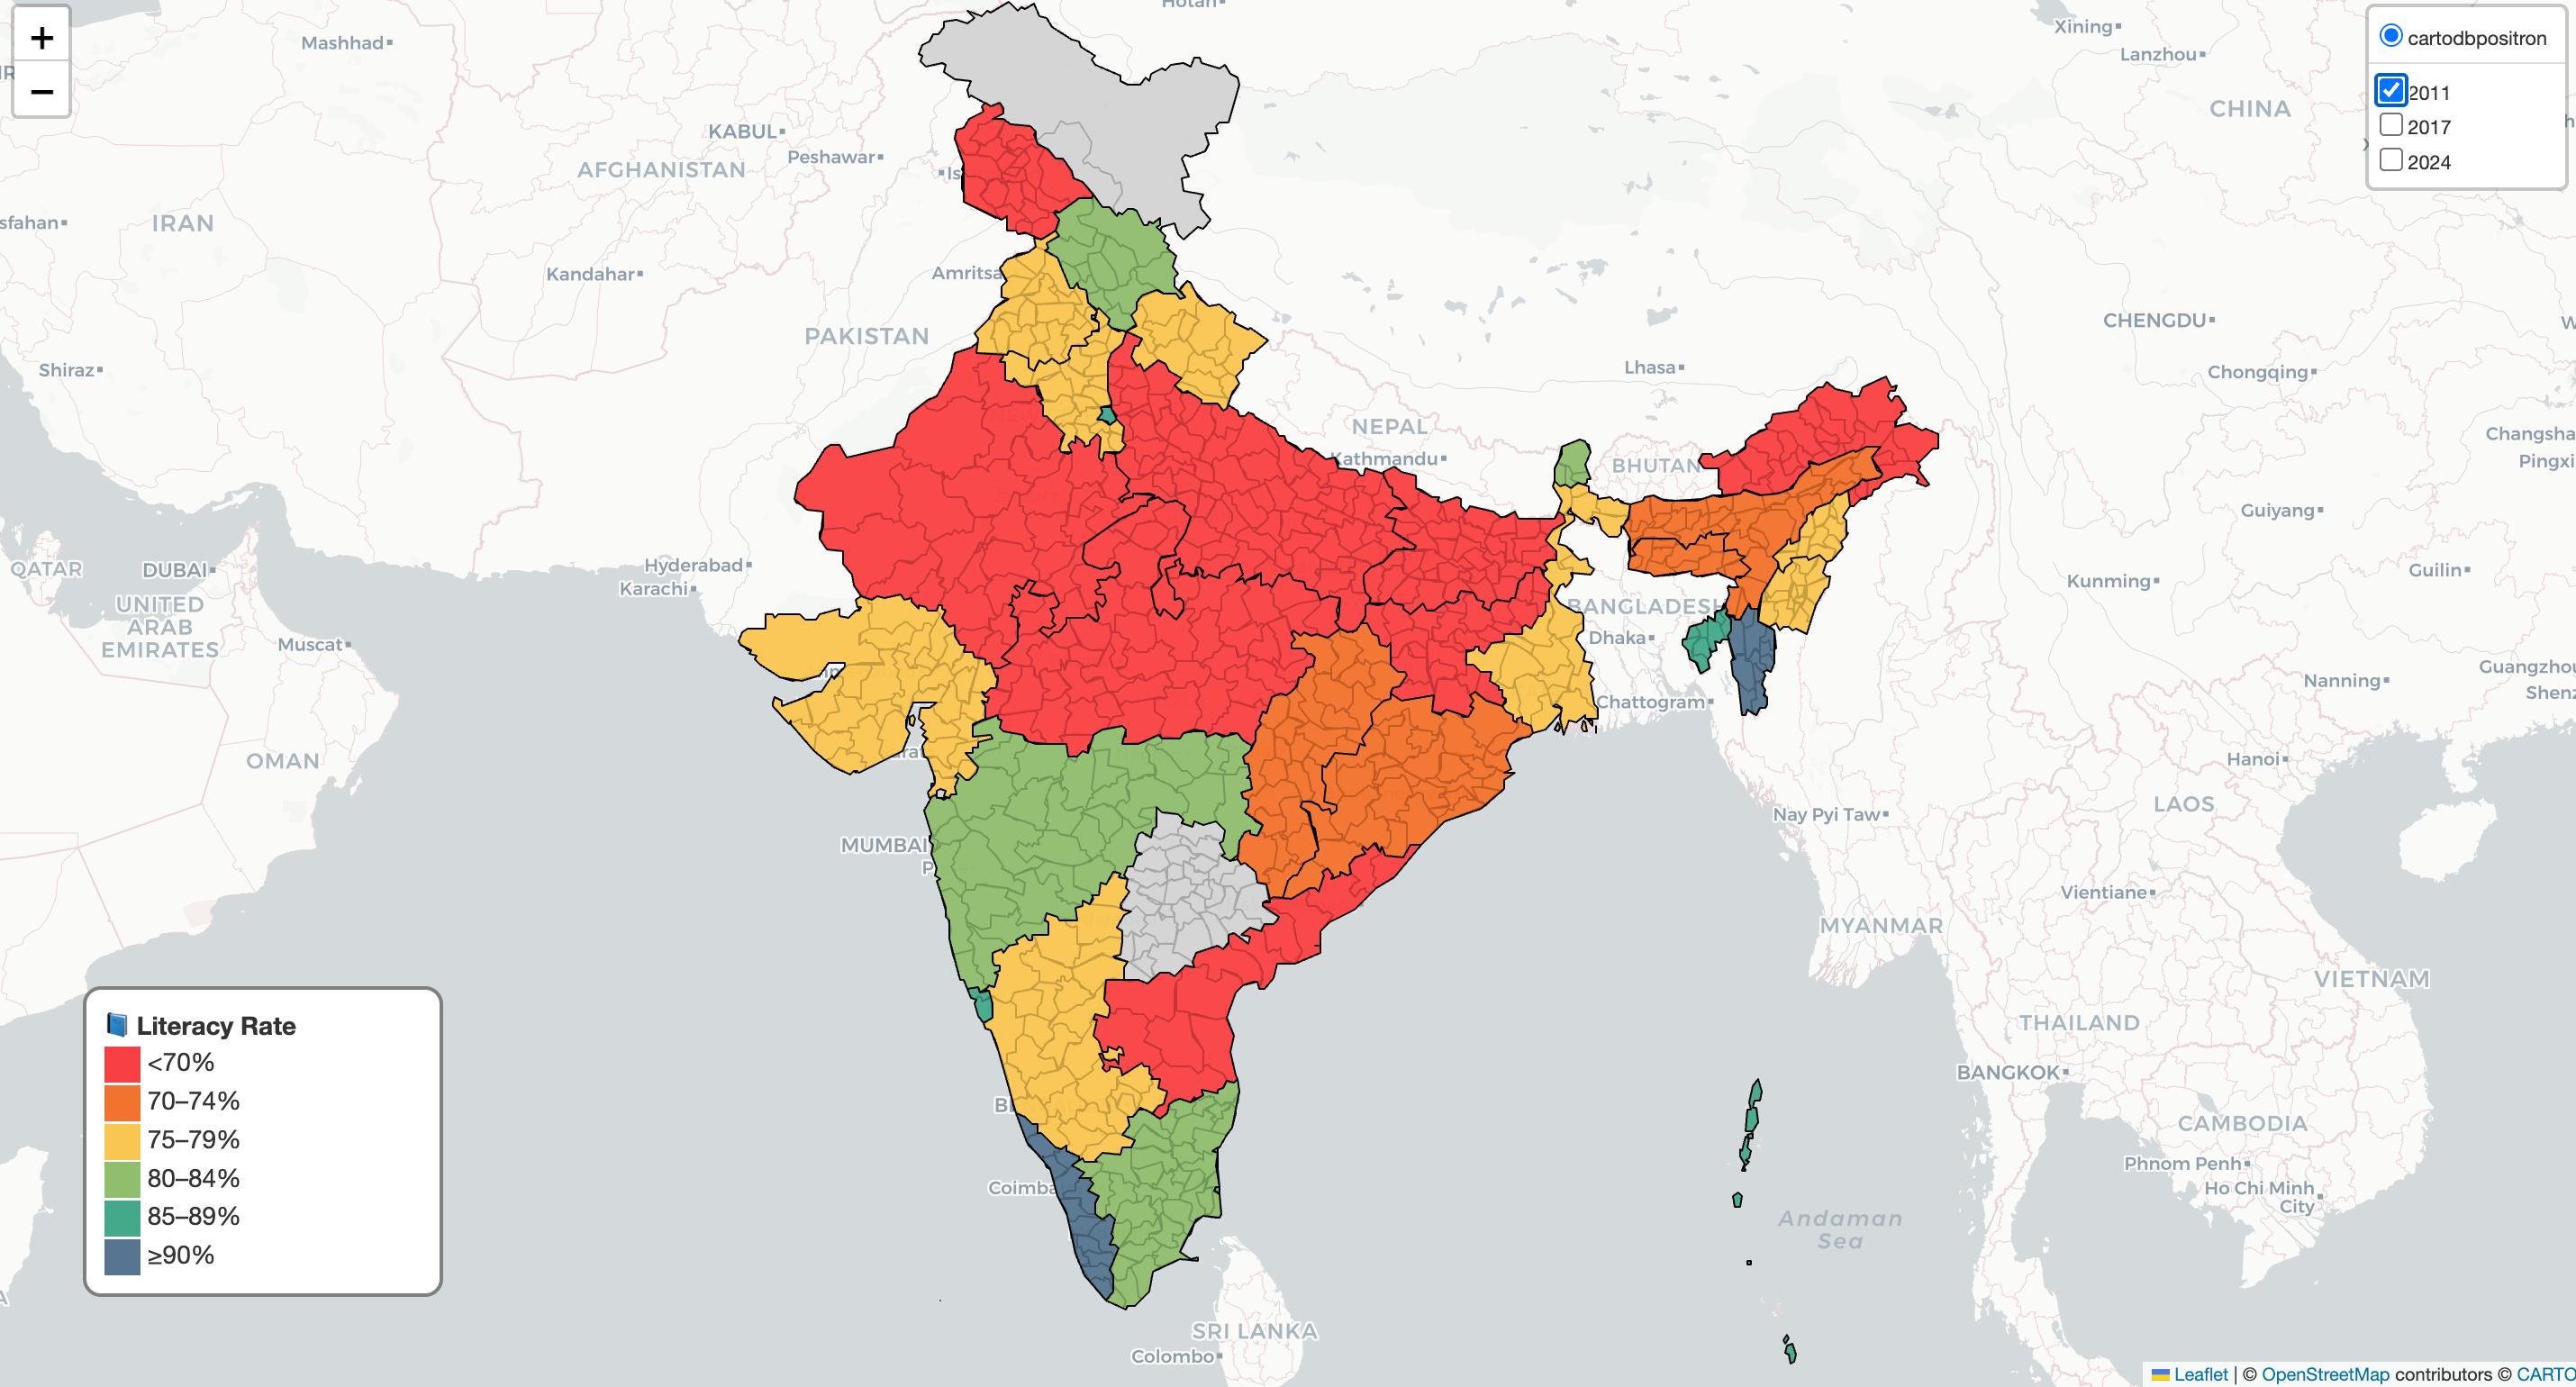 +
−
cartodbpositron
2011
2017
2024
Hotan
Xining
Lanzhou
Mashhad
CHINA
KABUL
Peshawar
AFGHANISTAN
Is
sfahan
IRAN
Kandahar
Amritsa
PAKISTAN
CHENGDU
Shiraz
Lhasa
Chongqing
NEPAL
Kathmandu
BHUTAN
Changsha
Pingxi
Guiyang
QATAR
DUBAI
Hyderabad
Karachi
Kunming
Guilin
UNITED
ARAB
EMIRATES
Muscat
BANGLADESH
Dhaka
Chattogram
Nanning
Guangzhou
Shenz
OMAN
Hanoi
LAOS
Nay Pyi Taw
MUMBAI
P
Vientiane
MYANMAR
VIETNAM
THAILAND
BANGKOK
CAMBODIA
Phnom Penh
Ho Chi Minh
City
Coimba
Andaman
Sea
SRI LANKA
Colombo
📘 Literacy Rate
<70%
70–74%
75–79%
80–84%
85–89%
≥90%
Leaflet | © OpenStreetMap contributors © CARTO